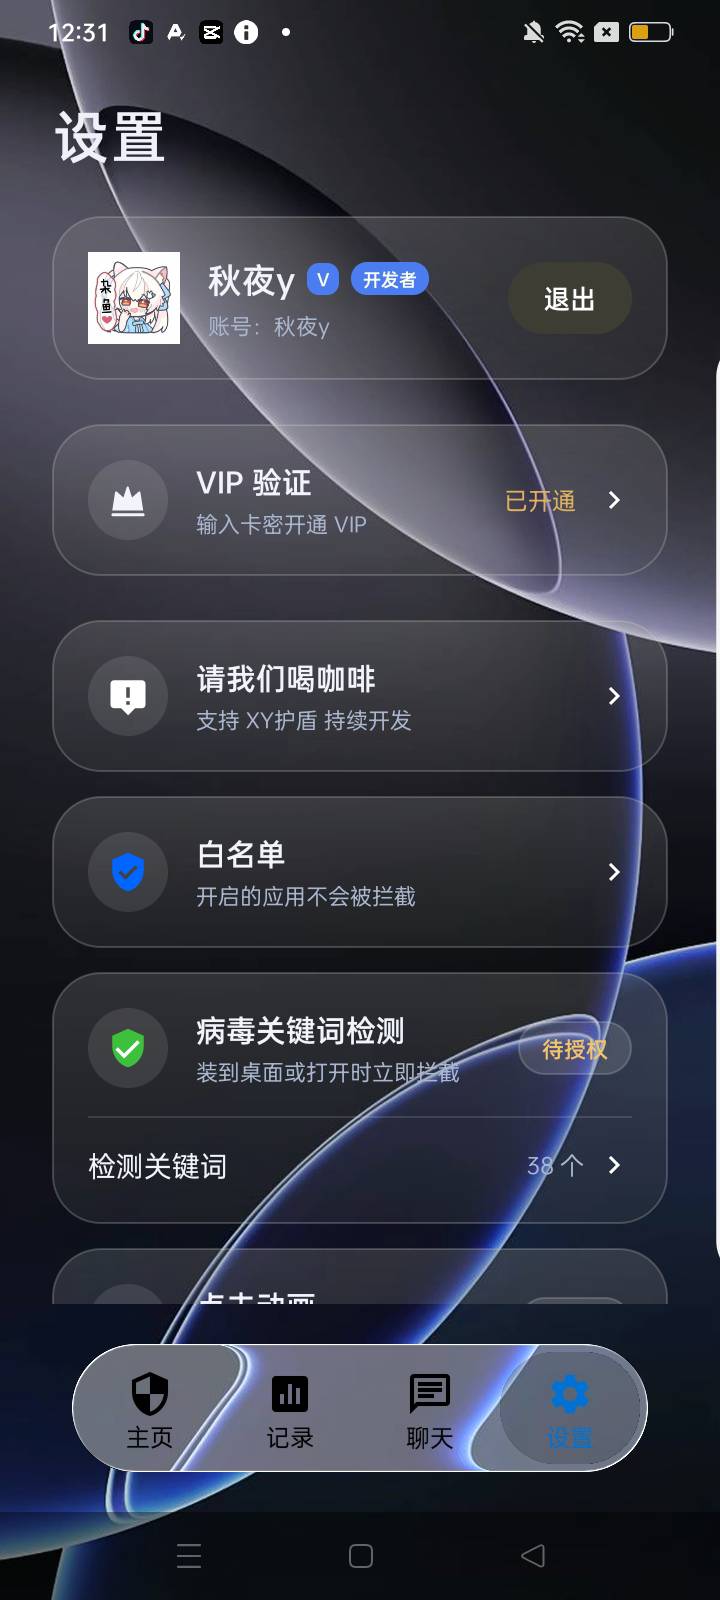 12:31
设置
杂鱼
秋夜y V 开发者
账号：秋夜y
退出
VIP 验证
输入卡密开通 VIP
已开通
请我们喝咖啡
支持 XY护盾 持续开发
白名单
开启的应用不会被拦截
病毒关键词检测
装到桌面或打开时立即拦截
待授权
检测关键词
38 个
主页
记录
聊天
设置